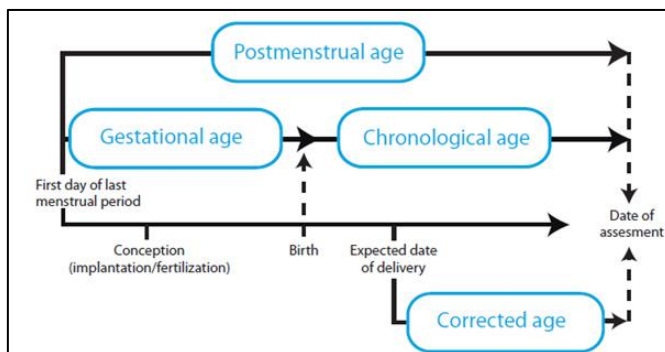 Postmenstrual age
Gestational age
Chronological age
First day of last
menstrual period
Conception
(implantation/fertilization)
Birth
Expected date
of delivery
Date of
assesment
Corrected age